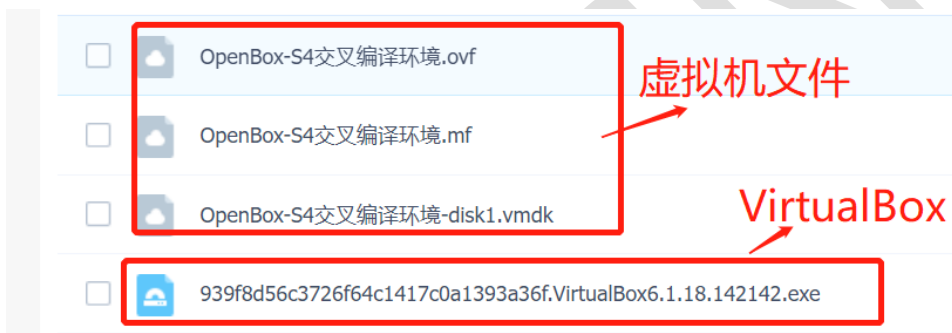 OpenBox-S4交叉编译环境.ovf
虚拟机文件
OpenBox-S4交叉编译环境.mf
OpenBox-S4交叉编译环境-disk1.vmdk
VirtualBox
939f8d56c3726f64c1417c0a1393a36f.VirtualBox6.1.18.142142.exe